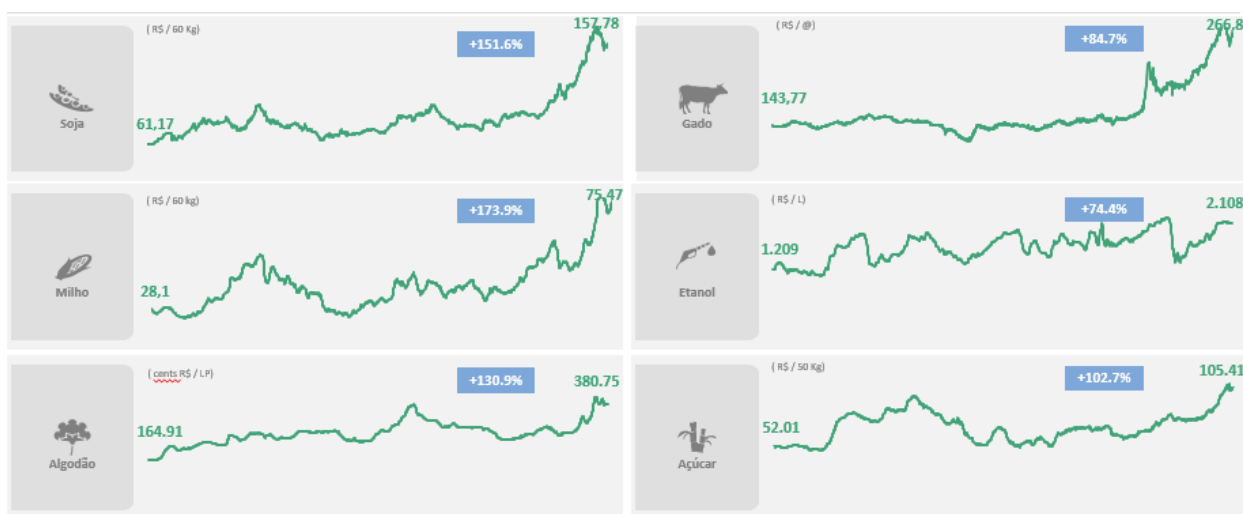 ( R$ / 60 Kg)
157.78
+151.6%
61,17
Soja
( R$ / @)
266,8
+84.7%
143,77
Gado
( R$ / 60 kg)
75.47
+173.9%
28,1
Milho
( R$ / L)
2.108
+74.4%
1.209
Etanol
( cents R$ / LP)
380.75
+130.9%
164.91
Algodão
( R$ / 50 Kg)
105.41
+102.7%
52.01
Açúcar